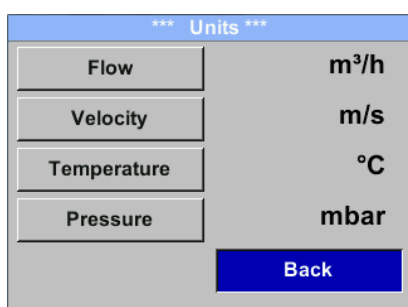 *** Units ***
Flow m³/h
Velocity m/s
Temperature °C
Pressure mbar
Back